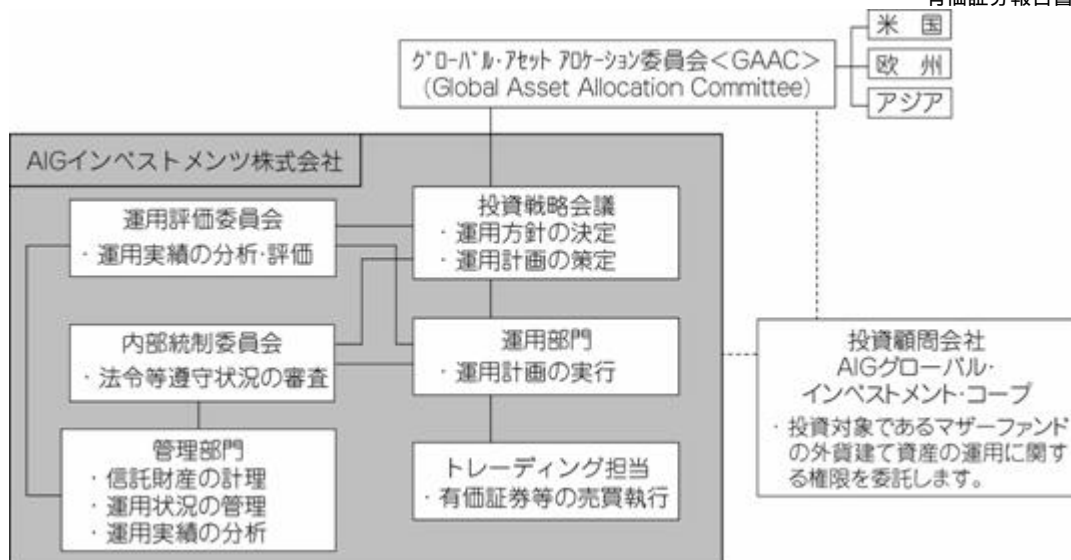 米 国
グローバル・アセット アロケーション委員会＜GAAC＞
(Global Asset Allocation Committee)
欧 州
アジア
AIGインベストメンツ株式会社
運用評価委員会
・運用実績の分析・評価
投資戦略会議
・運用方針の決定
・運用計画の策定
内部統制委員会
・法令等遵守状況の審査
運用部門
・運用計画の実行
投資顧問会社
AIGグローバル・
インベストメント・コープ
・投資対象であるマザーファンド
の外貨建て資産の運用に関す
る権限を委託します。
管理部門
・信託財産の計理
・運用状況の管理
・運用実績の分析
トレーディング担当
・有価証券等の売買執行